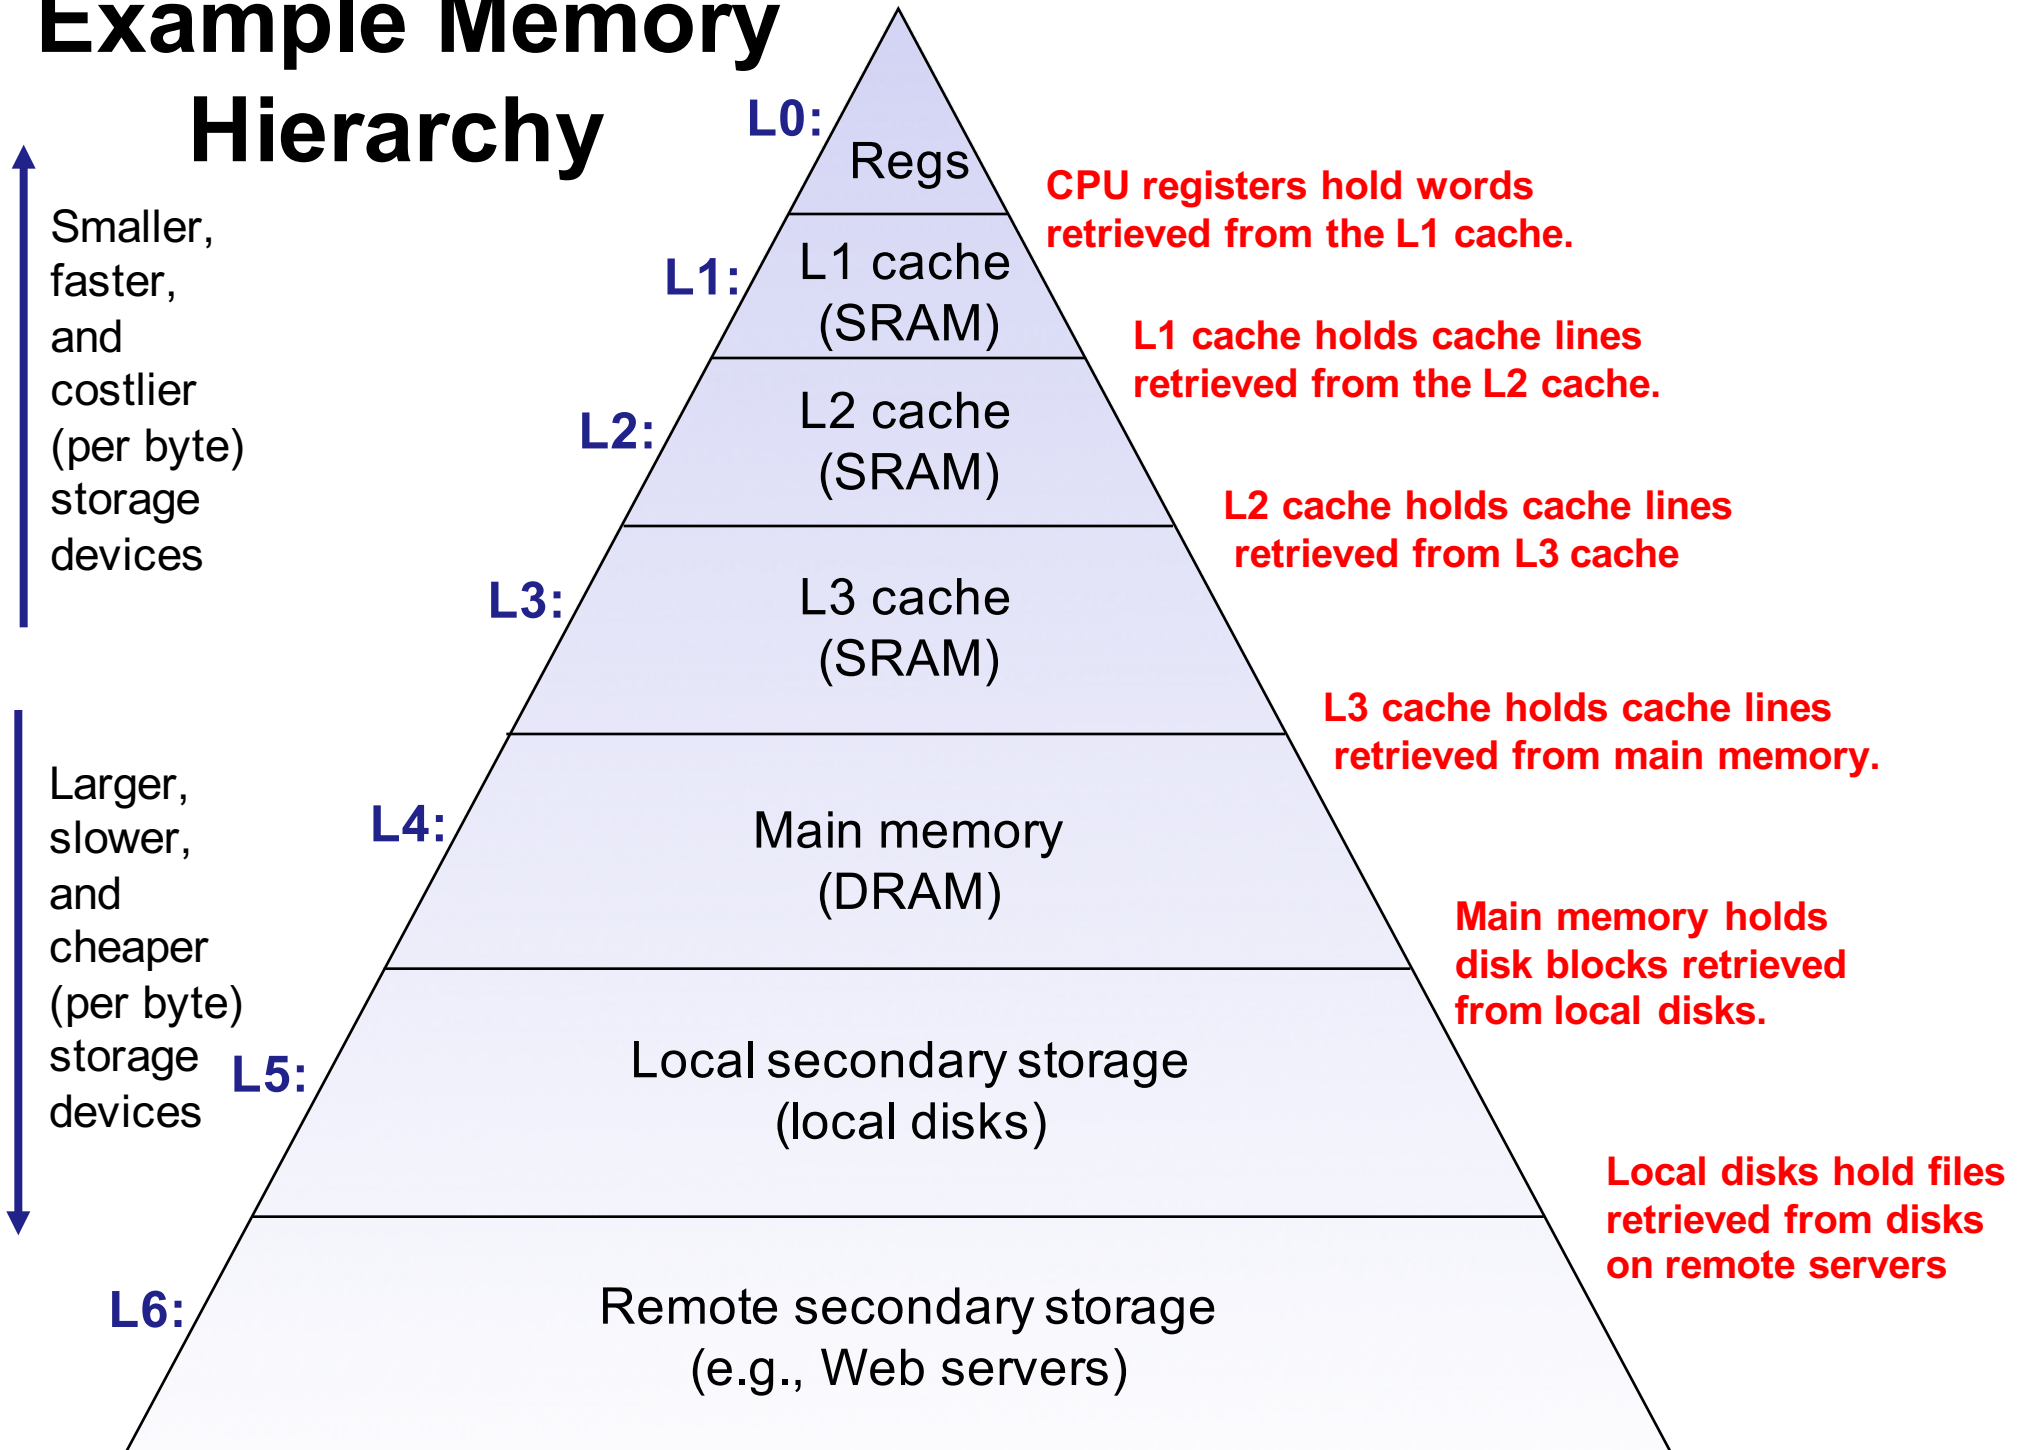 Example Memory
Hierarchy
Smaller,
faster,
and
costlier
(per byte)
storage
devices
Larger,
slower,
and
cheaper
(per byte)
storage
devices
L0:
Regs
CPU registers hold words
retrieved from the L1 cache.
L1:
L1 cache
(SRAM)
L1 cache holds cache lines
retrieved from the L2 cache.
L2:
L2 cache
(SRAM)
L2 cache holds cache lines
retrieved from L3 cache
L3:
L3 cache
(SRAM)
L3 cache holds cache lines
retrieved from main memory.
L4:
Main memory
(DRAM)
Main memory holds
disk blocks retrieved
from local disks.
L5:
Local secondary storage
(local disks)
Local disks hold files
retrieved from disks
on remote servers
L6:
Remote secondary storage
(e.g., Web servers)